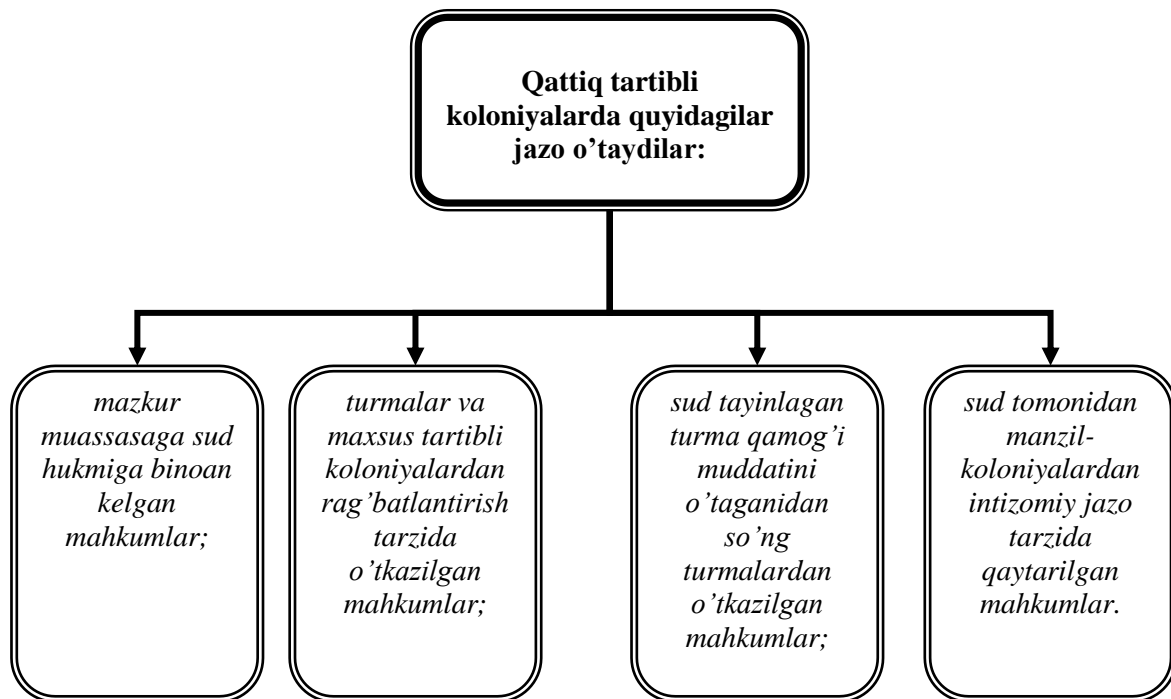 Qattiq tartibli
koloniyalarda quyidagilar
jazo o'taydilar:
mazkur
muassasaga sud
hukmiga binoan
kelgan
mahkumlar;
turmalar va
maxsus tartibli
koloniyalardan
rag'batlantirish
tarzida
o'tkazilgan
mahkumlar;
sud tayinlagan
turma qamog'i
muddatini
o'taganidan
so'ng
turmalardan
o'tkazilgan
mahkumlar;
sud tomonidan
manzil-
koloniyalardan
intizomiy jazo
tarzida
qaytarilgan
mahkumlar.